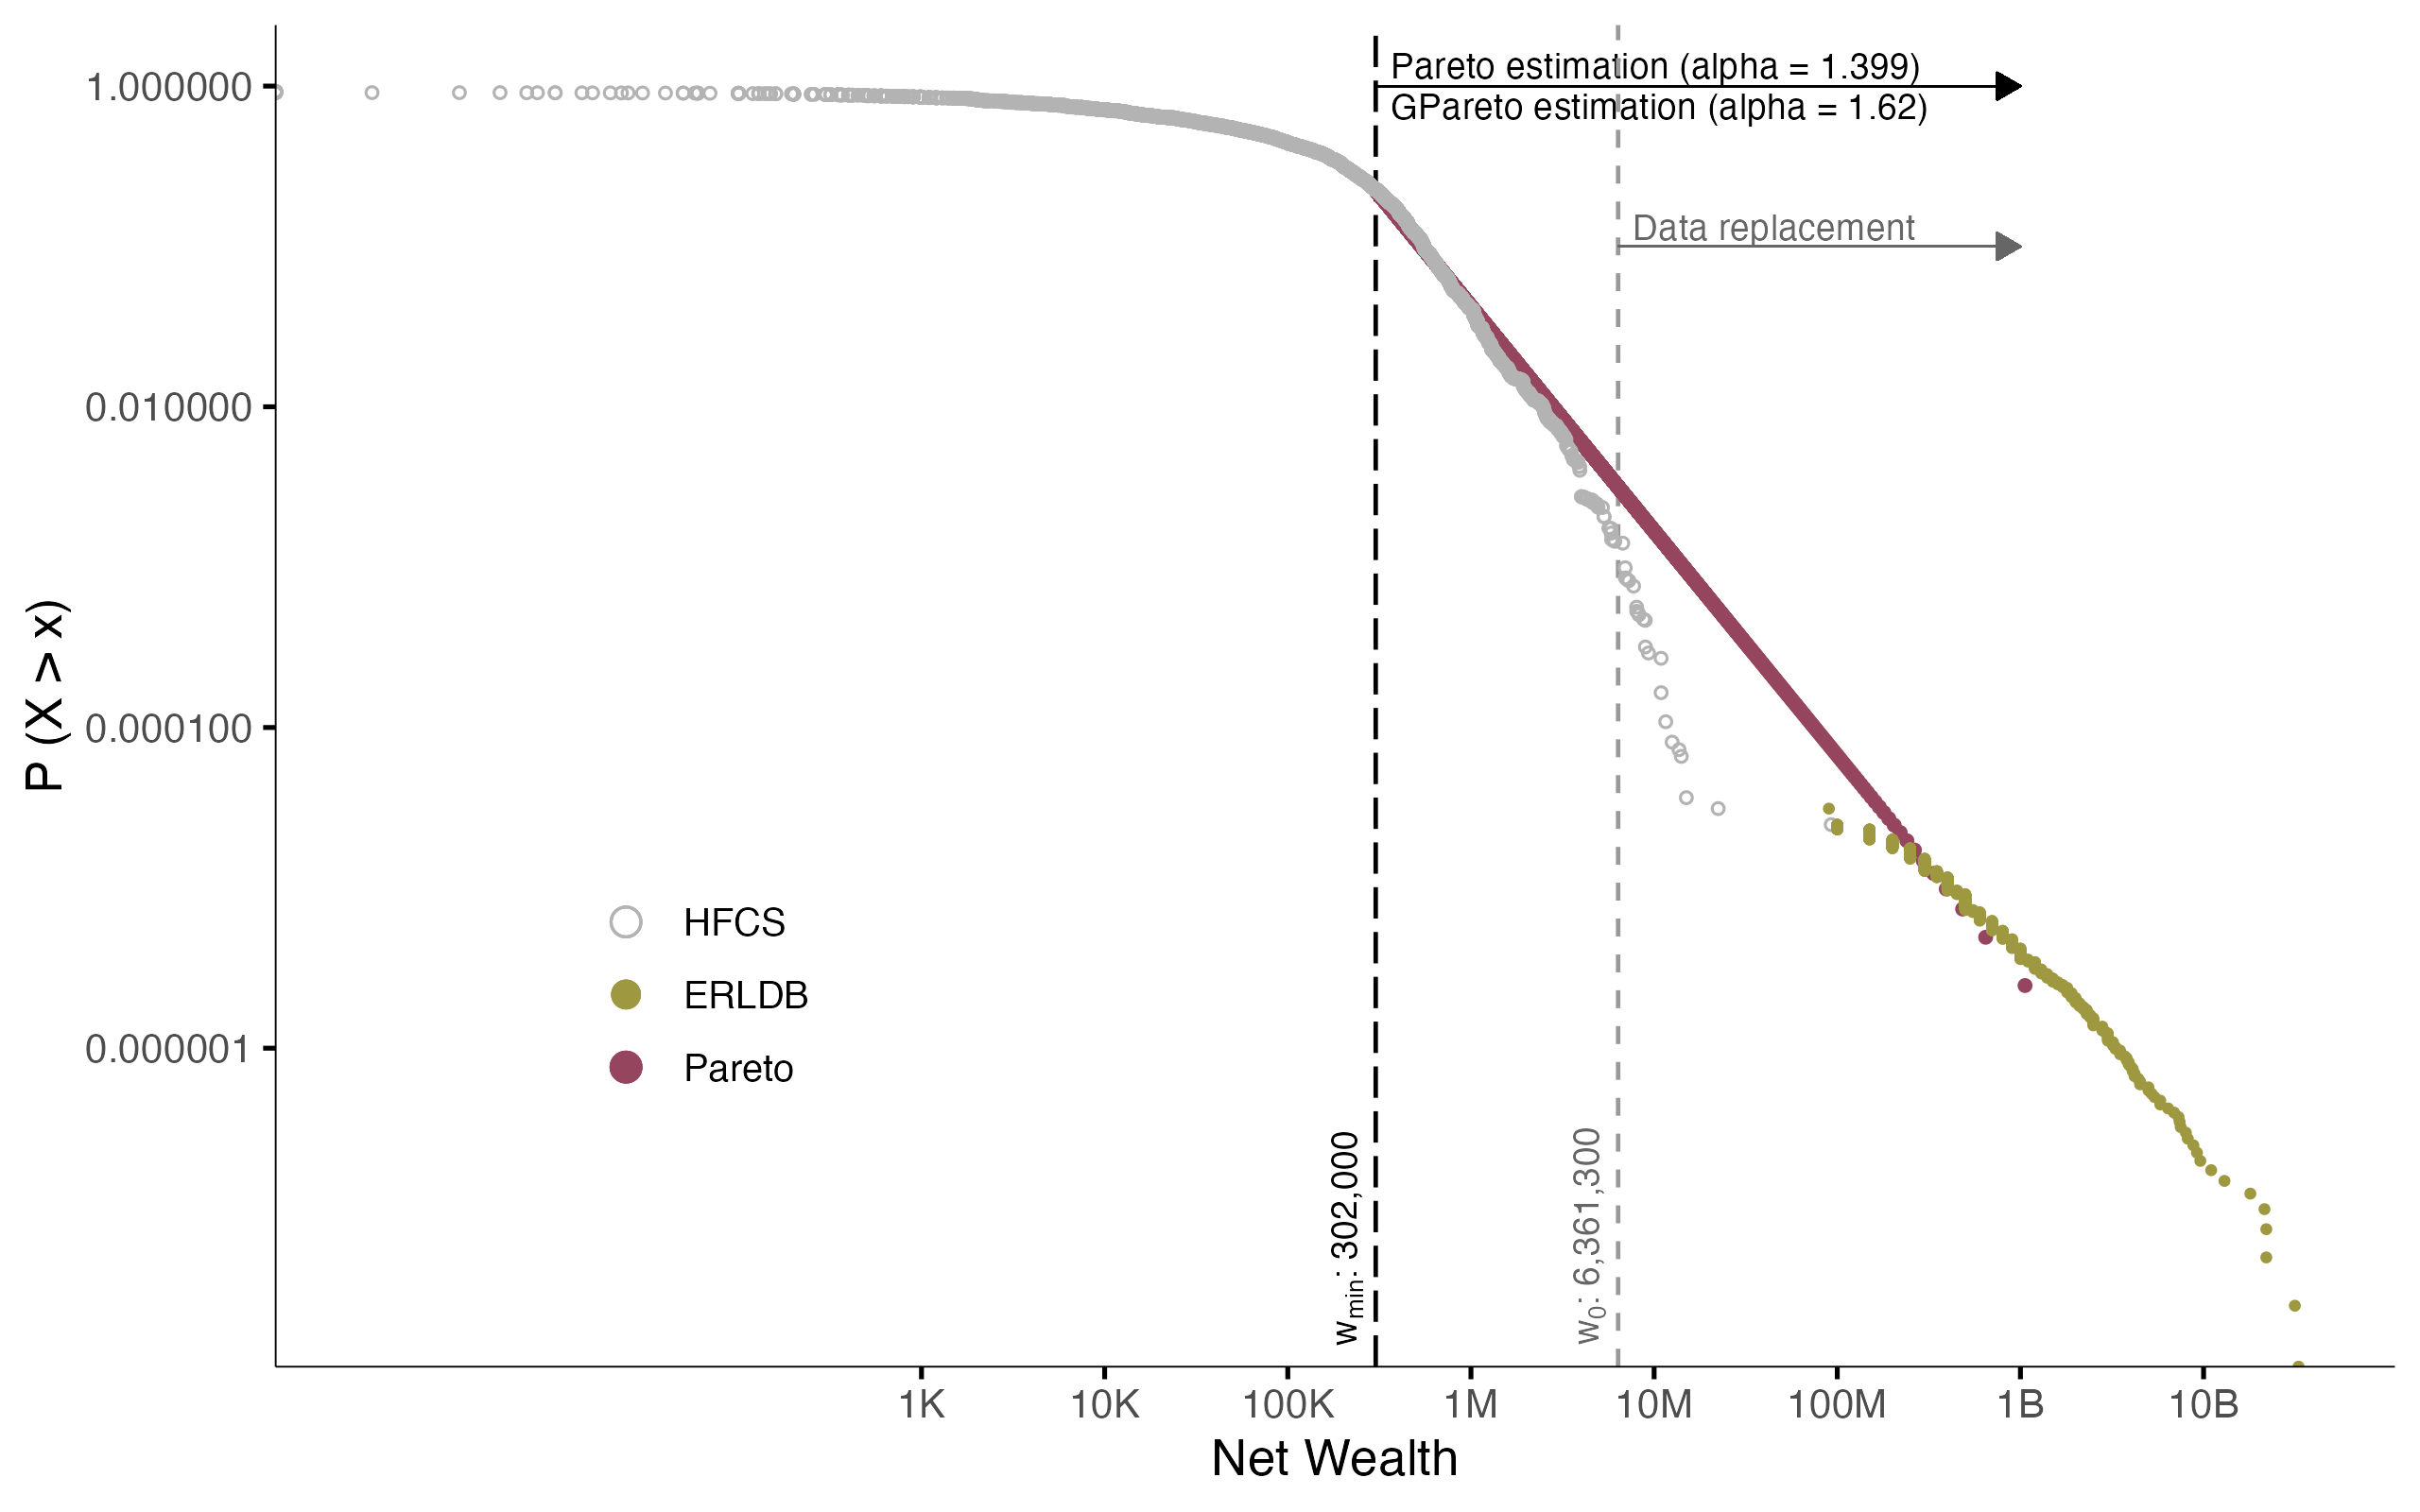 Pareto estimation (alpha = 1.399)
GPareto estimation (alpha = 1.62)
Data replacement
1.000000
0.010000
0.000100
0.000001
P (X > x)
HFCS
ERLDB
Pareto
wmin: 302,000
w0: 6,361,300
1K 10K 100K 1M 10M 100M 1B 10B
Net Wealth